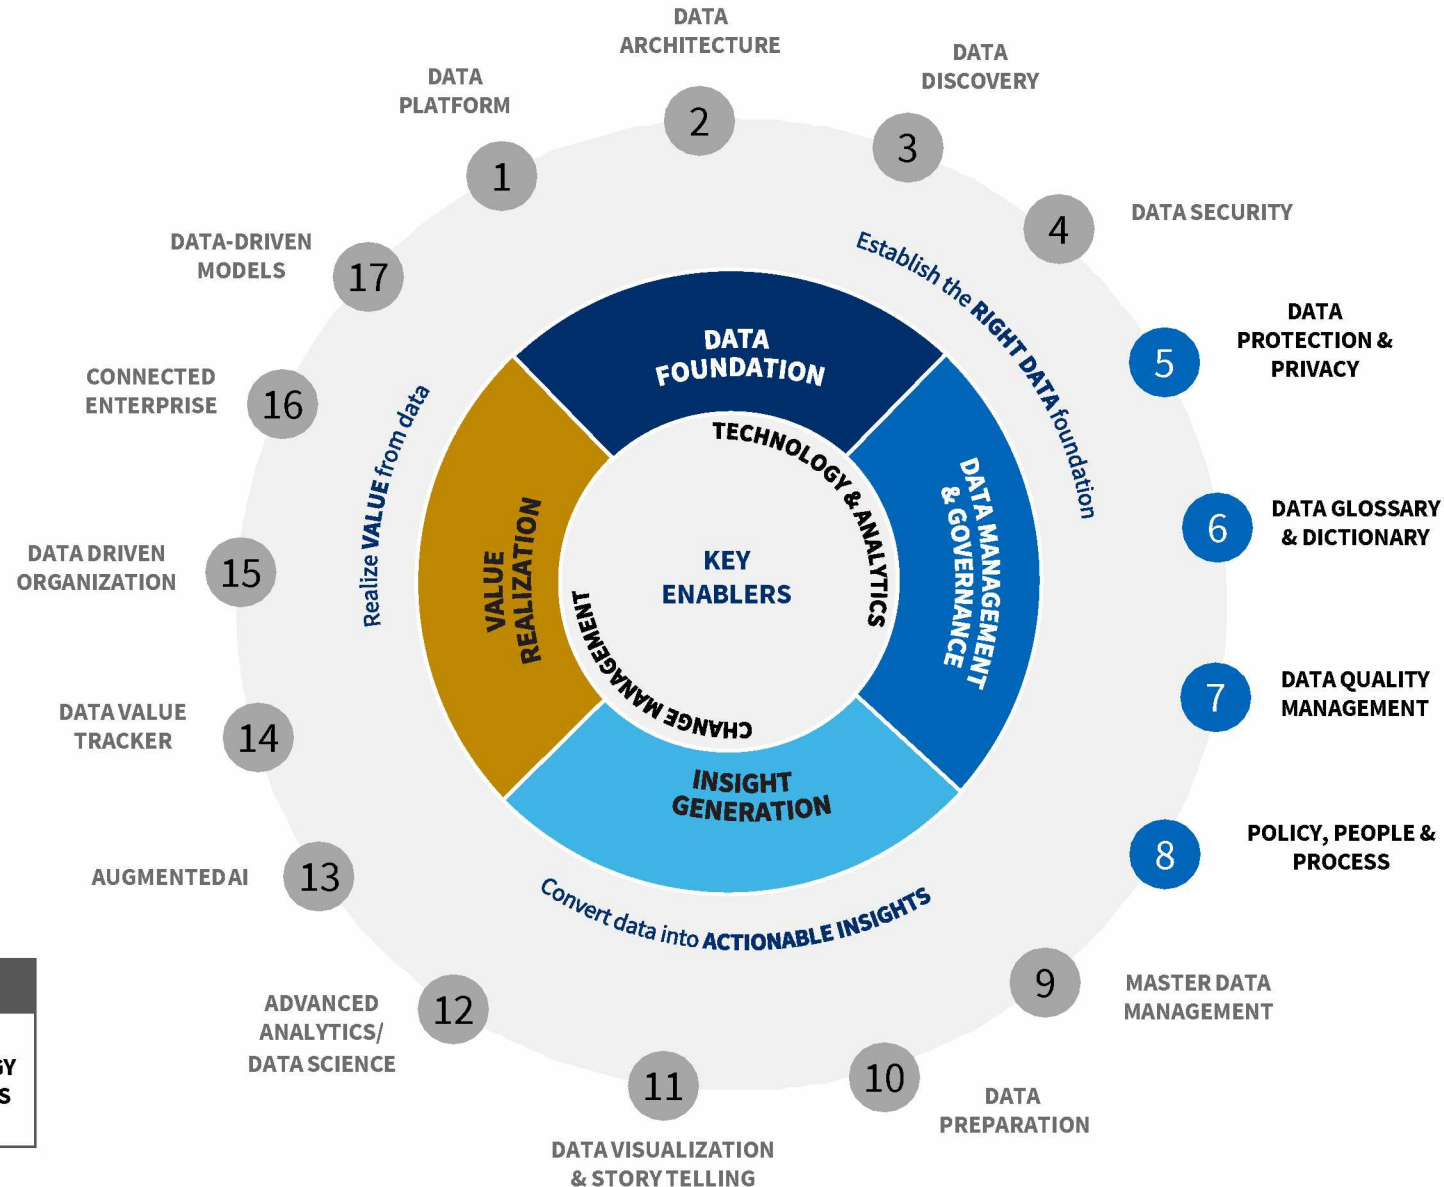 DATA
ARCHITECTURE
DATA
DISCOVERY
DATA
PLATFORM
2
3
1
4
DATA SECURITY
DATA-DRIVEN
MODELS
17
Establish the RIGHT DATA foundation
5
DATA
PROTECTION &
PRIVACY
DATA
FOUNDATION
CONNECTED
ENTERPRISE
16
Realize VALUE from data
TECHNOLOGY & ANALYTICS
DATA MANAGEMENT
& GOVERNANCE
6
DATA GLOSSARY
& DICTIONARY
DATA DRIVEN
ORGANIZATION
15
VALUE
REALIZATION
KEY
ENABLERS
CHANGE MANAGEMENT
7
DATA QUALITY
MANAGEMENT
DATA VALUE
TRACKER
14
INSIGHT
GENERATION
8
POLICY, PEOPLE &
PROCESS
AUGMENTED AI
13
Convert data into ACTIONABLE INSIGHTS
9
MASTER DATA
MANAGEMENT
ADVANCED
ANALYTICS/
DATA SCIENCE
12
11
10
DATA
PREPARATION
DATA VISUALIZATION
& STORY TELLING